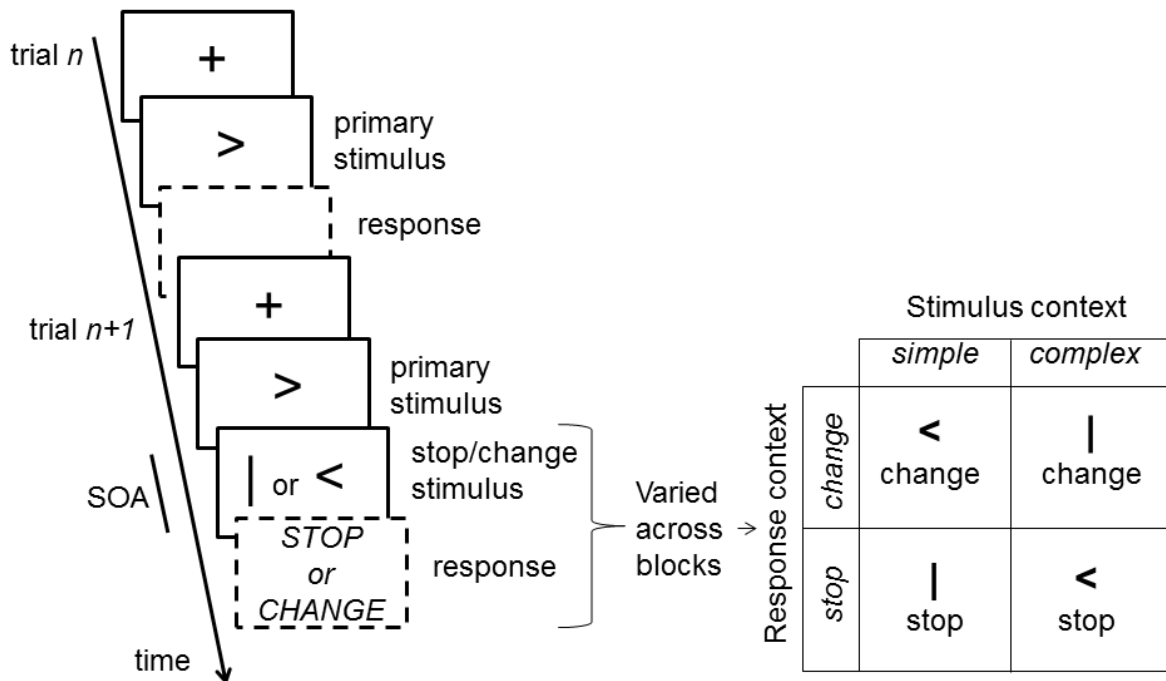 trial n
+
>
primary
stimulus
response
trial n+1
+
>
primary
stimulus
SOA
| or <
stop/change
stimulus
STOP
or
CHANGE
response
time
Varied
across
blocks
Stimulus context
simple complex
Response context
change
<
change
|
change
stop
|
stop
<
stop